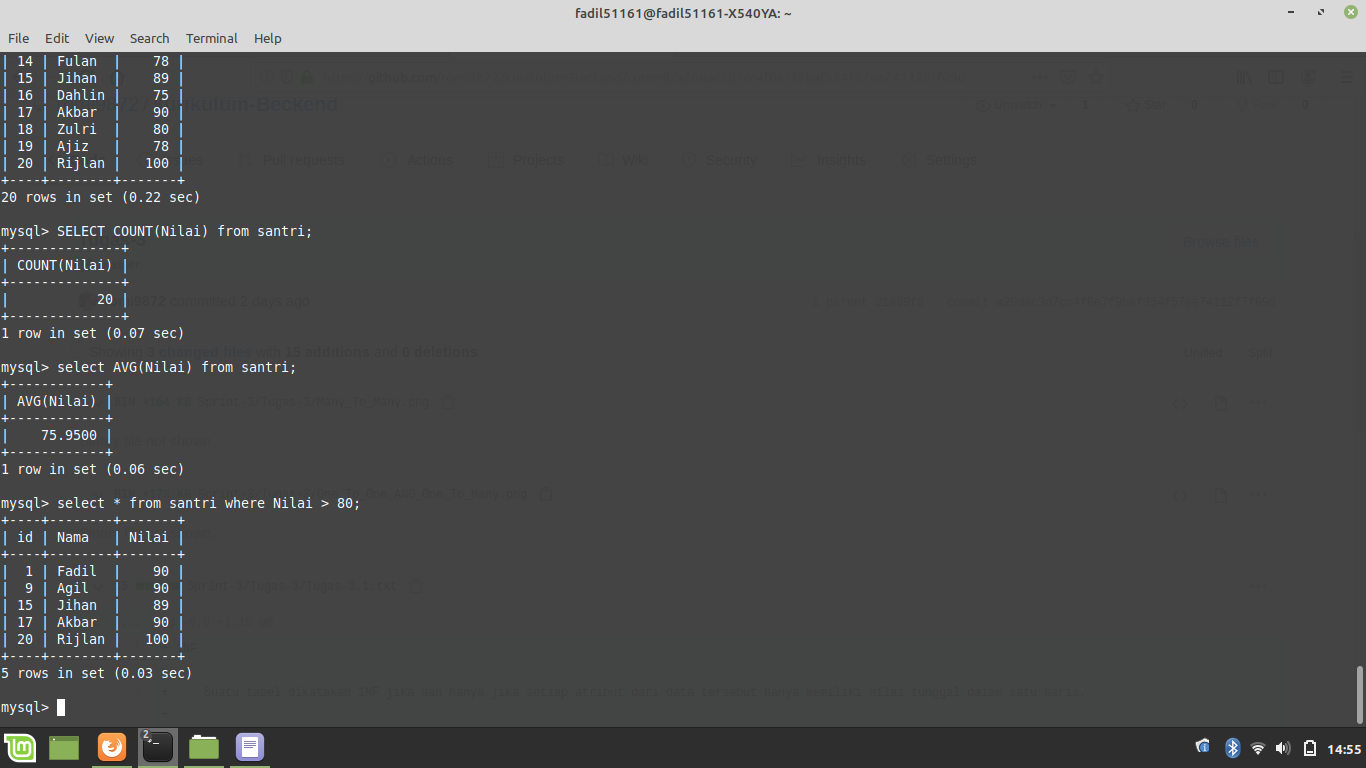 fadil51161@fadil51161-X540YA: ~
File Edit View Search Terminal Help
| 14 | Fulan  |    78 |
| 15 | Jihan  |    89 |
| 16 | Dahlin |    75 |
| 17 | Akbar  |    90 |
| 18 | Zulri  |    80 |
| 19 | Ajiz   |    78 |
| 20 | Rijlan |   100 |
+----+--------+-------+
20 rows in set (0.22 sec)
mysql> SELECT COUNT(Nilai) from santri;
+--------------+
| COUNT(Nilai) |
+--------------+
|           20 |
+--------------+
1 row in set (0.07 sec)
mysql> select AVG(Nilai) from santri;
+------------+
| AVG(Nilai) |
+------------+
|    75.9500 |
+------------+
1 row in set (0.06 sec)
mysql> select * from santri where Nilai > 80;
+----+--------+-------+
| id | Nama   | Nilai |
+----+--------+-------+
|  1 | Fadil  |    90 |
|  9 | Agil   |    90 |
| 15 | Jihan  |    89 |
| 17 | Akbar  |    90 |
| 20 | Rijlan |   100 |
+----+--------+-------+
5 rows in set (0.03 sec)
mysql>
2
14:55